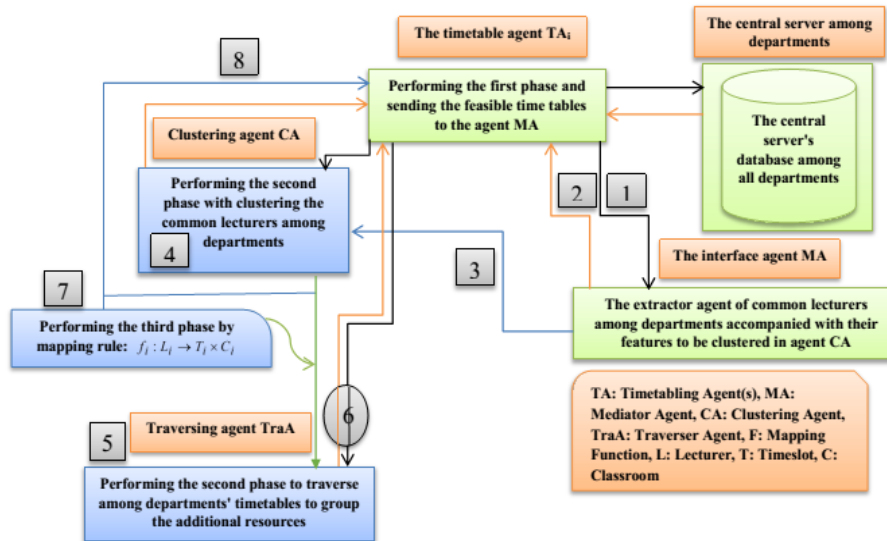 The timetable agent TAi
The central server among
departments
8
Performing the first phase and
sending the feasible time tables
to the agent MA
The central
server's
database among
all departments
Clustering agent CA
Performing the second
phase with clustering the
common lecturers among
departments
4
2
1
3
The interface agent MA
7
Performing the third phase by
mapping rule: fi : Li → Ti × Ci
The extractor agent of common lecturers
among departments accompanied with their
features to be clustered in agent CA
TA: Timetabling Agent(s), MA:
Mediator Agent, CA: Clustering Agent,
TraA: Traverser Agent, F: Mapping
Function, L: Lecturer, T: Timeslot, C:
Classroom
6
5
Traversing agent TraA
Performing the second phase to traverse
among departments' timetables to group
the additional resources